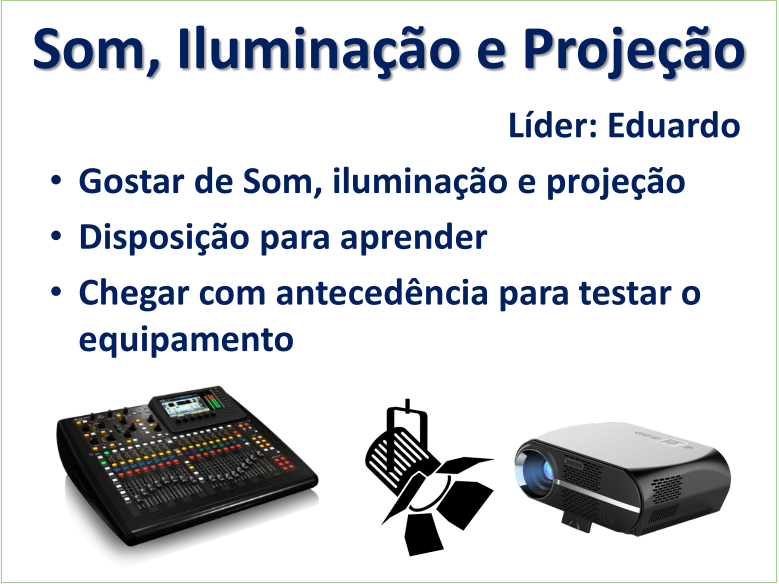 Som, Iluminação e Projeção
Líder: Eduardo
• Gostar de Som, iluminação e projeção
• Disposição para aprender
• Chegar com antecedência para testar o
equipamento